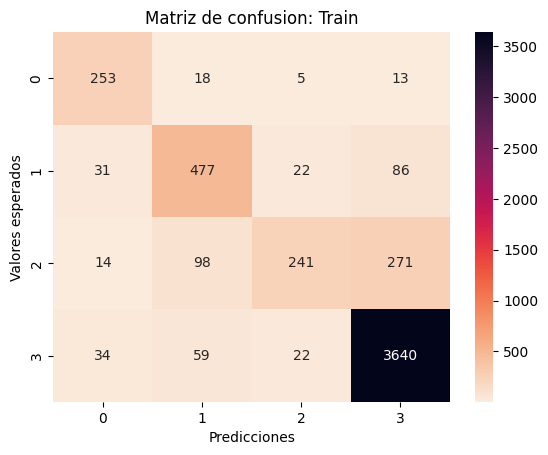 Matriz de confusion: Train
Valores esperados
0 253 18 5 13
1 31 477 22 86
2 14 98 241 271
3 34 59 22 3640
0 1 2 3
Predicciones
3500
3000
2500
2000
1500
1000
500